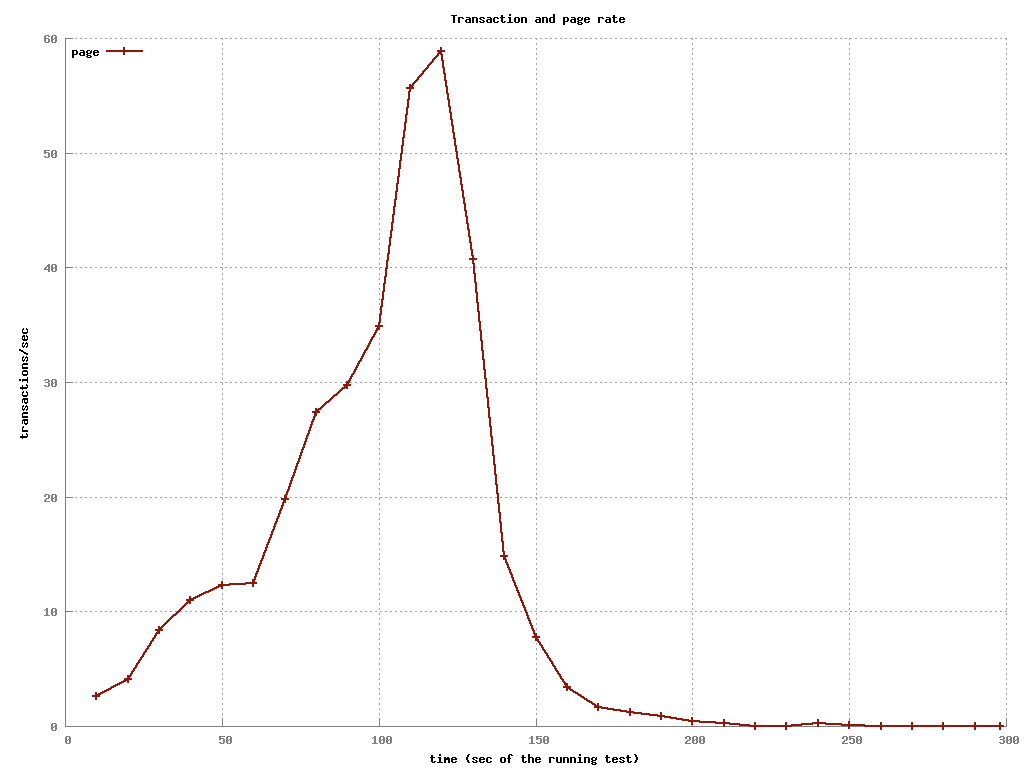 Transaction and page rate
page
60
50
40
30
20
10
0
transactions/sec
0 50 100 150 200 250 300
time (sec of the running test)